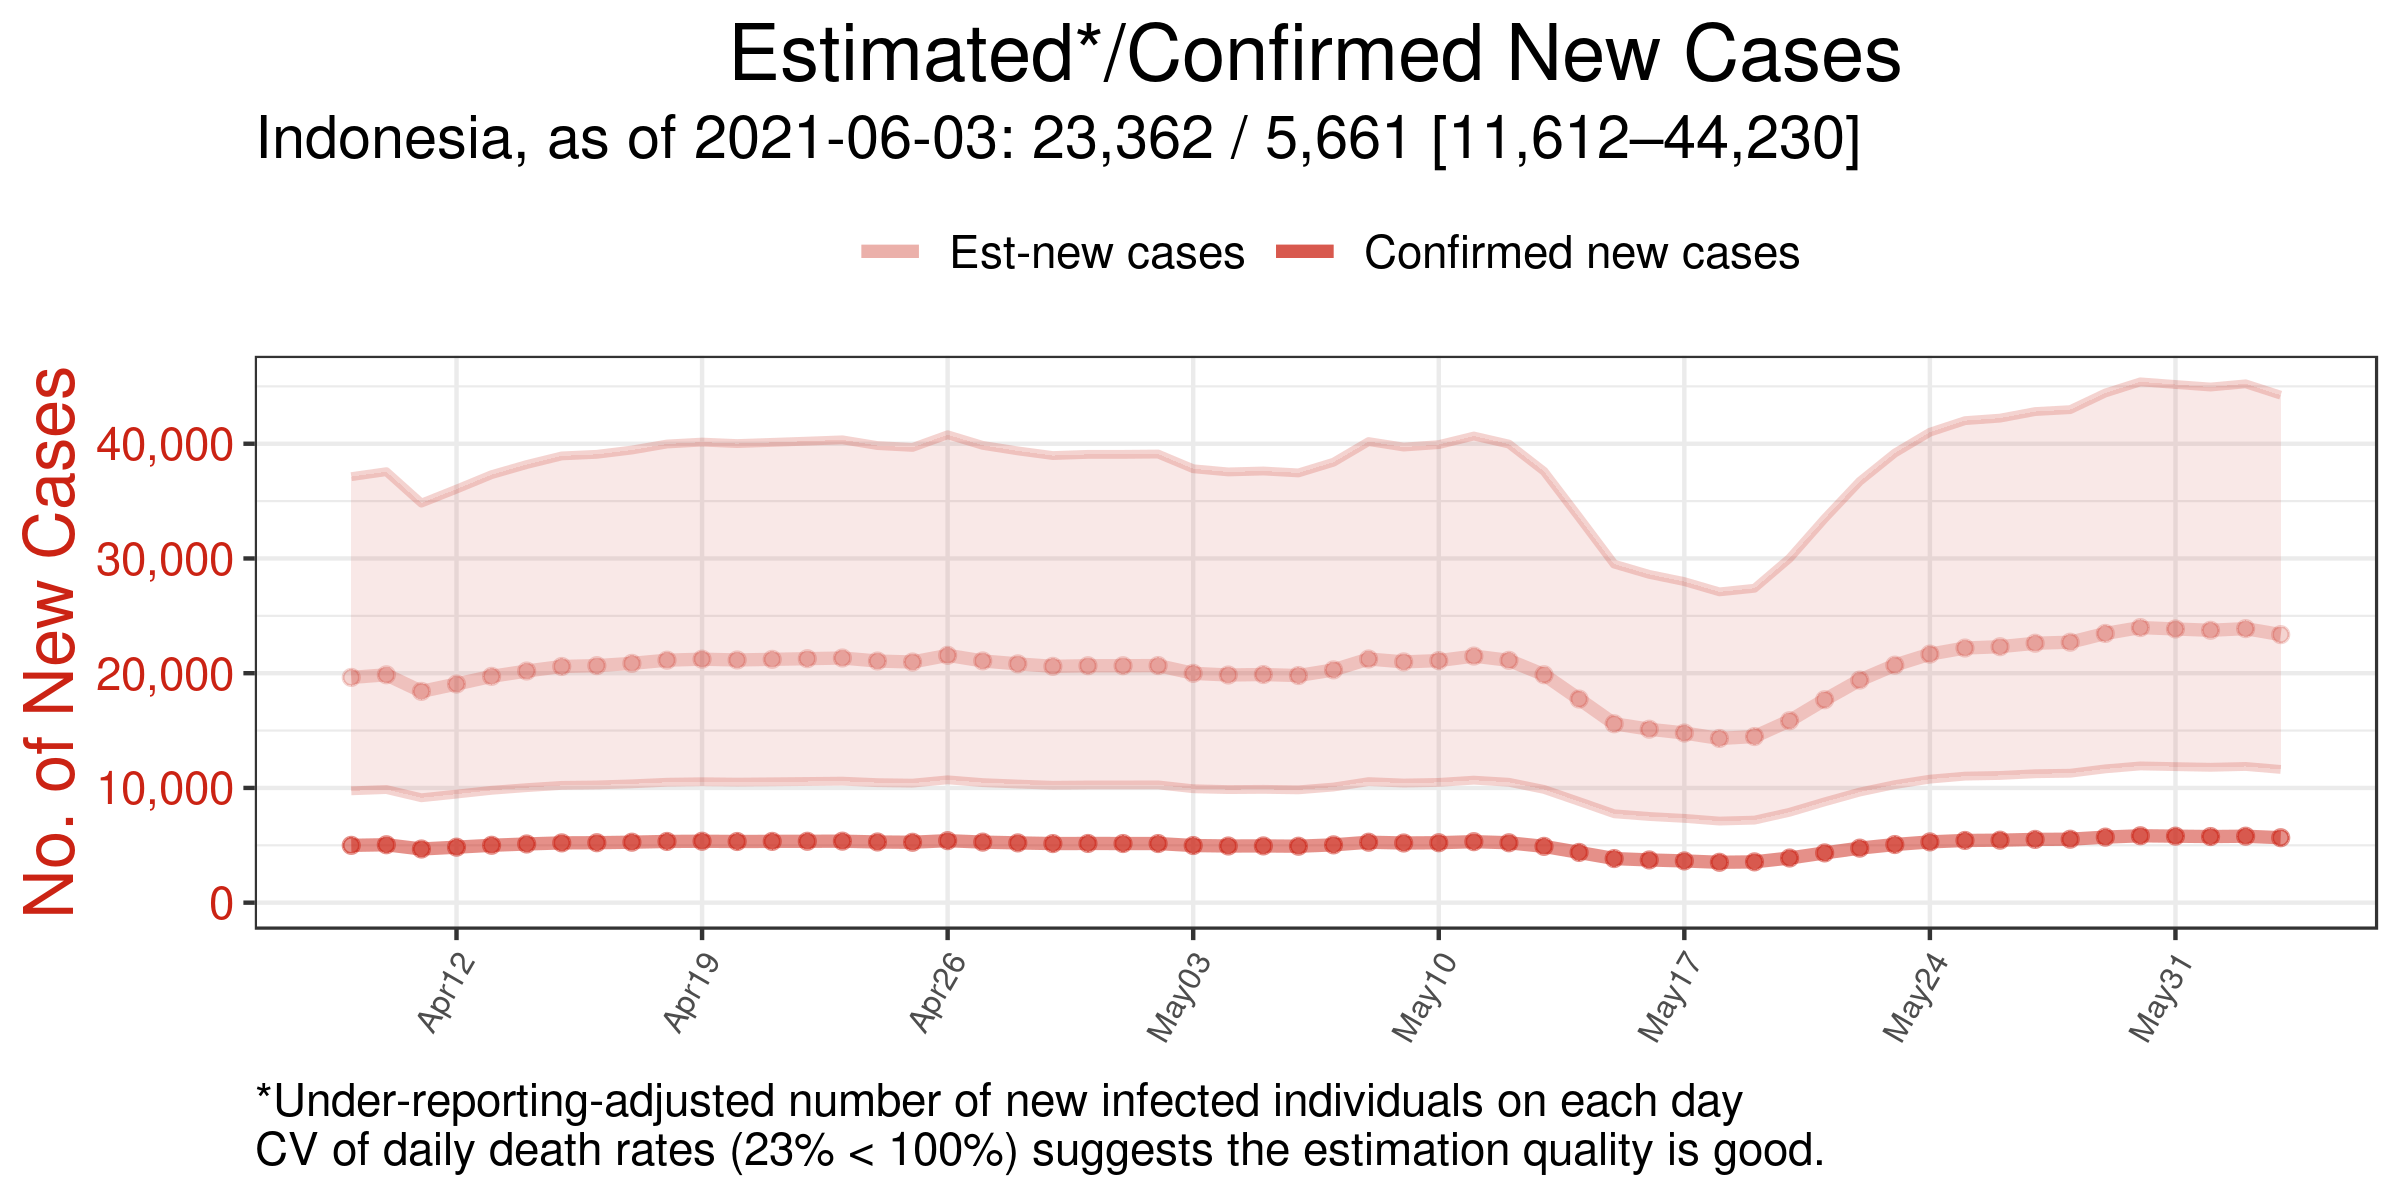 Estimated*/Confirmed New Cases
Indonesia, as of 2021-06-03: 23,362 / 5,661 [11,612–44,230]
Est-new cases
Confirmed new cases
No. of New Cases
40,000
30,000
20,000
10,000
0
Apr12
Apr19
Apr26
May03
May10
May17
May24
May31
*Under-reporting-adjusted number of new infected individuals on each day
CV of daily death rates (23% < 100%) suggests the estimation quality is good.